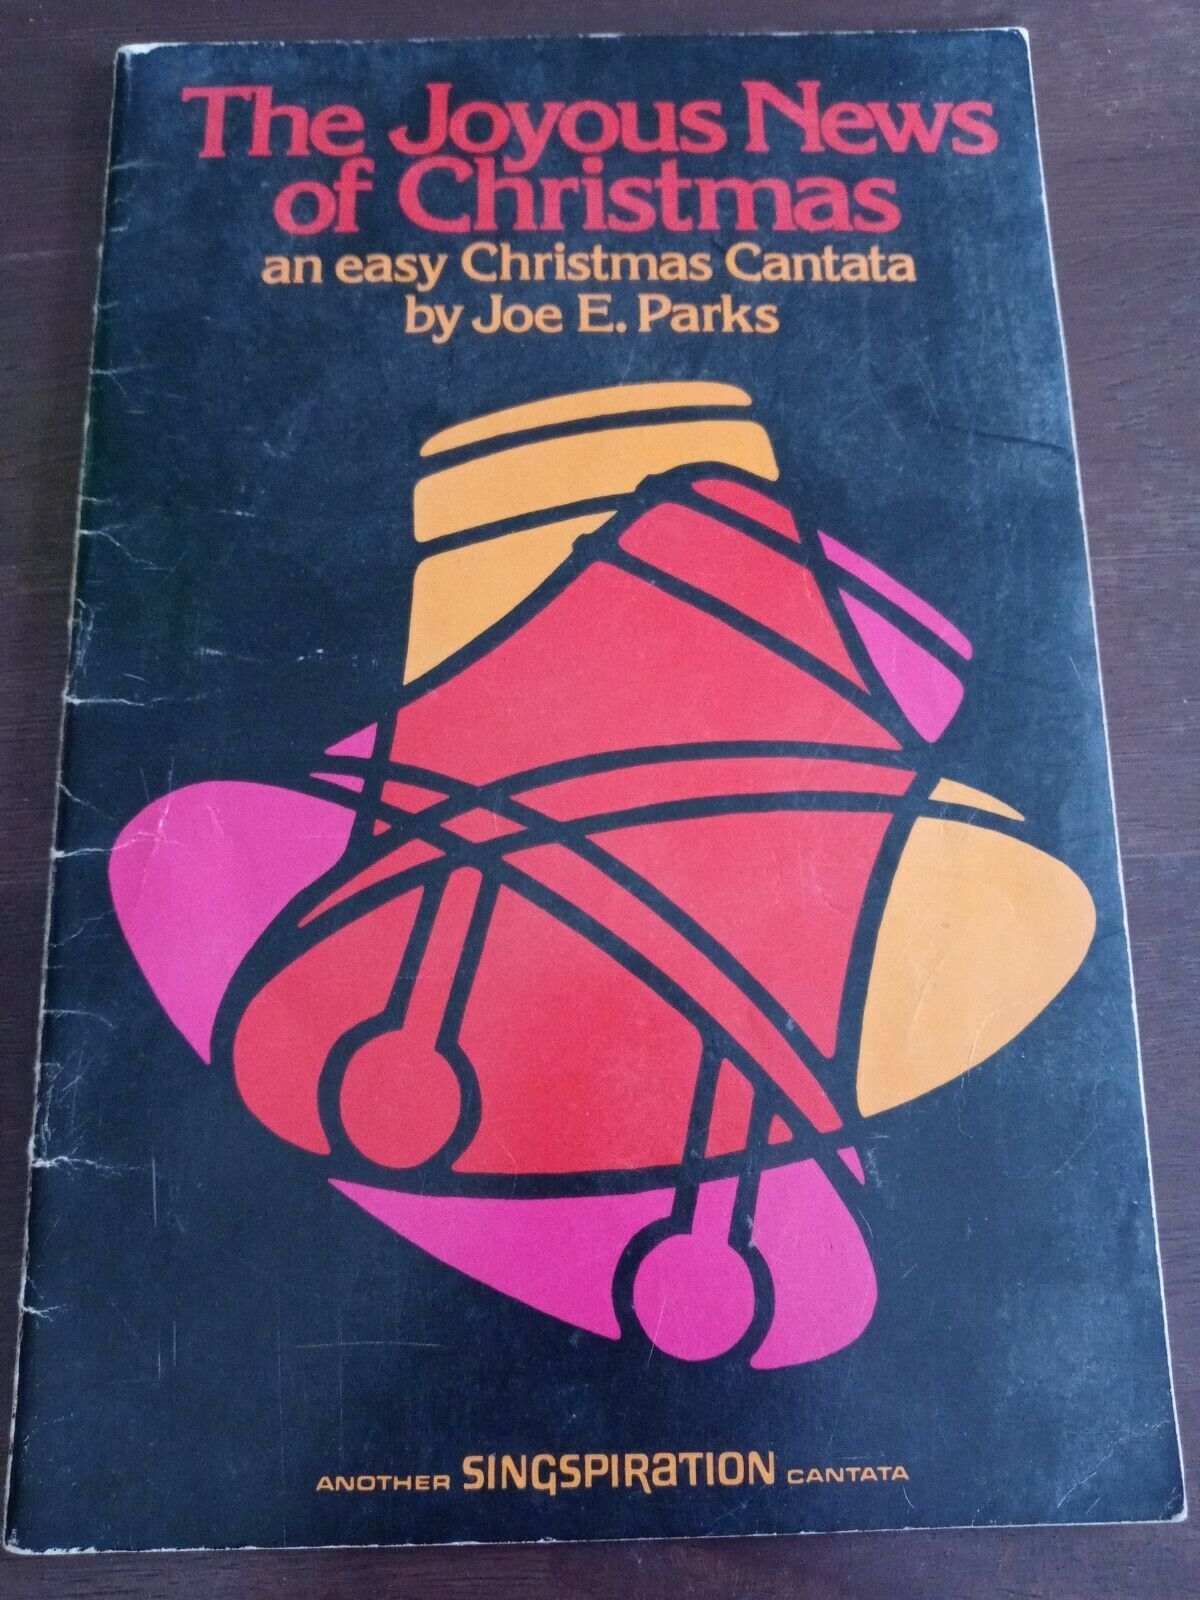 The Joyous News
of Christmas
an easy Christmas Cantata
by Joe E. Parks
ANOTHER SINGSPIRATION CANTATA